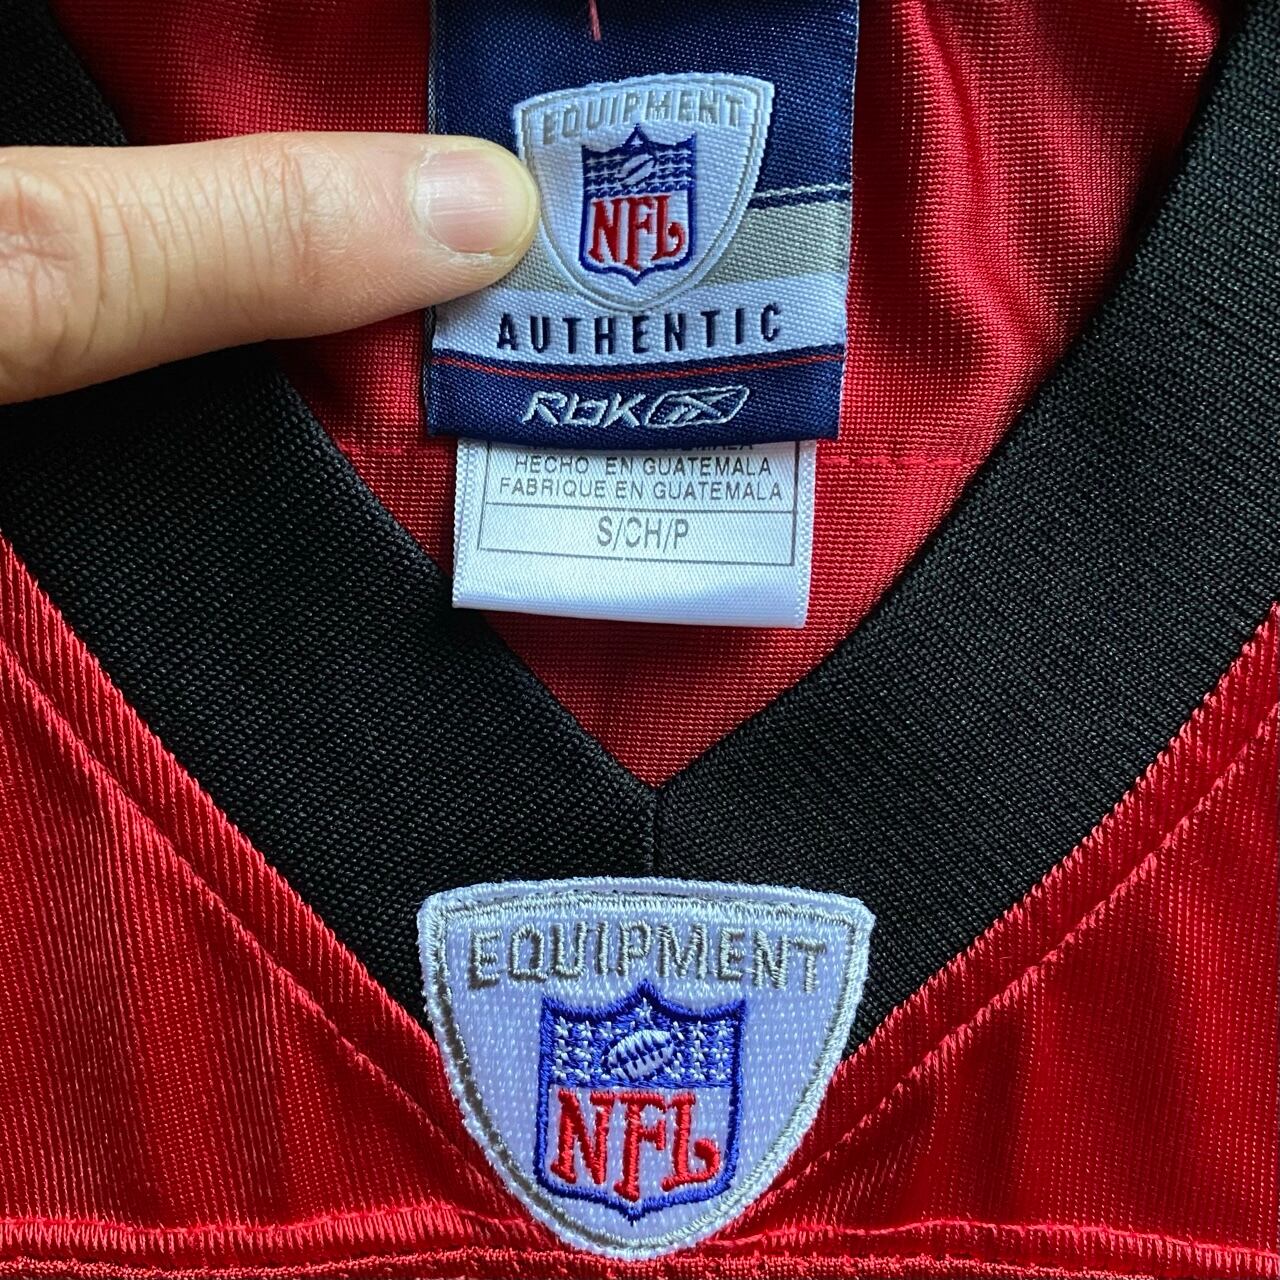 EQUIPMENT
NFL
AUTHENTIC
RbK
HECHO EN GUATEMALA
FABRIQUE EN GUATEMALA
S/CH/P
EQUIPMENT
NFL